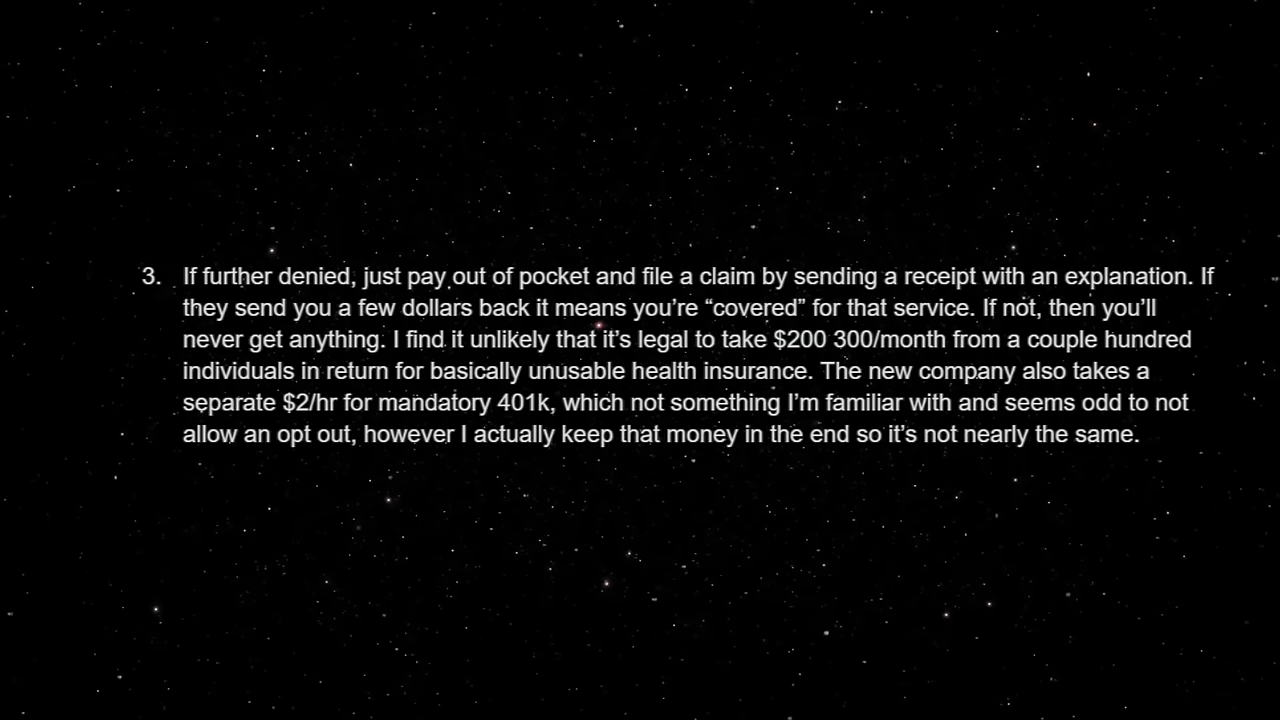 3. If further denied, just pay out of pocket and file a claim by sending a receipt with an explanation. If
they send you a few dollars back it means you’re “covered” for that service. If not, then you’ll
never get anything. I find it unlikely that it’s legal to take $200 300/month from a couple hundred
individuals in return for basically unusable health insurance. The new company also takes a
separate $2/hr for mandatory 401k, which not something I’m familiar with and seems odd to not
allow an opt out, however I actually keep that money in the end so it’s not nearly the same.